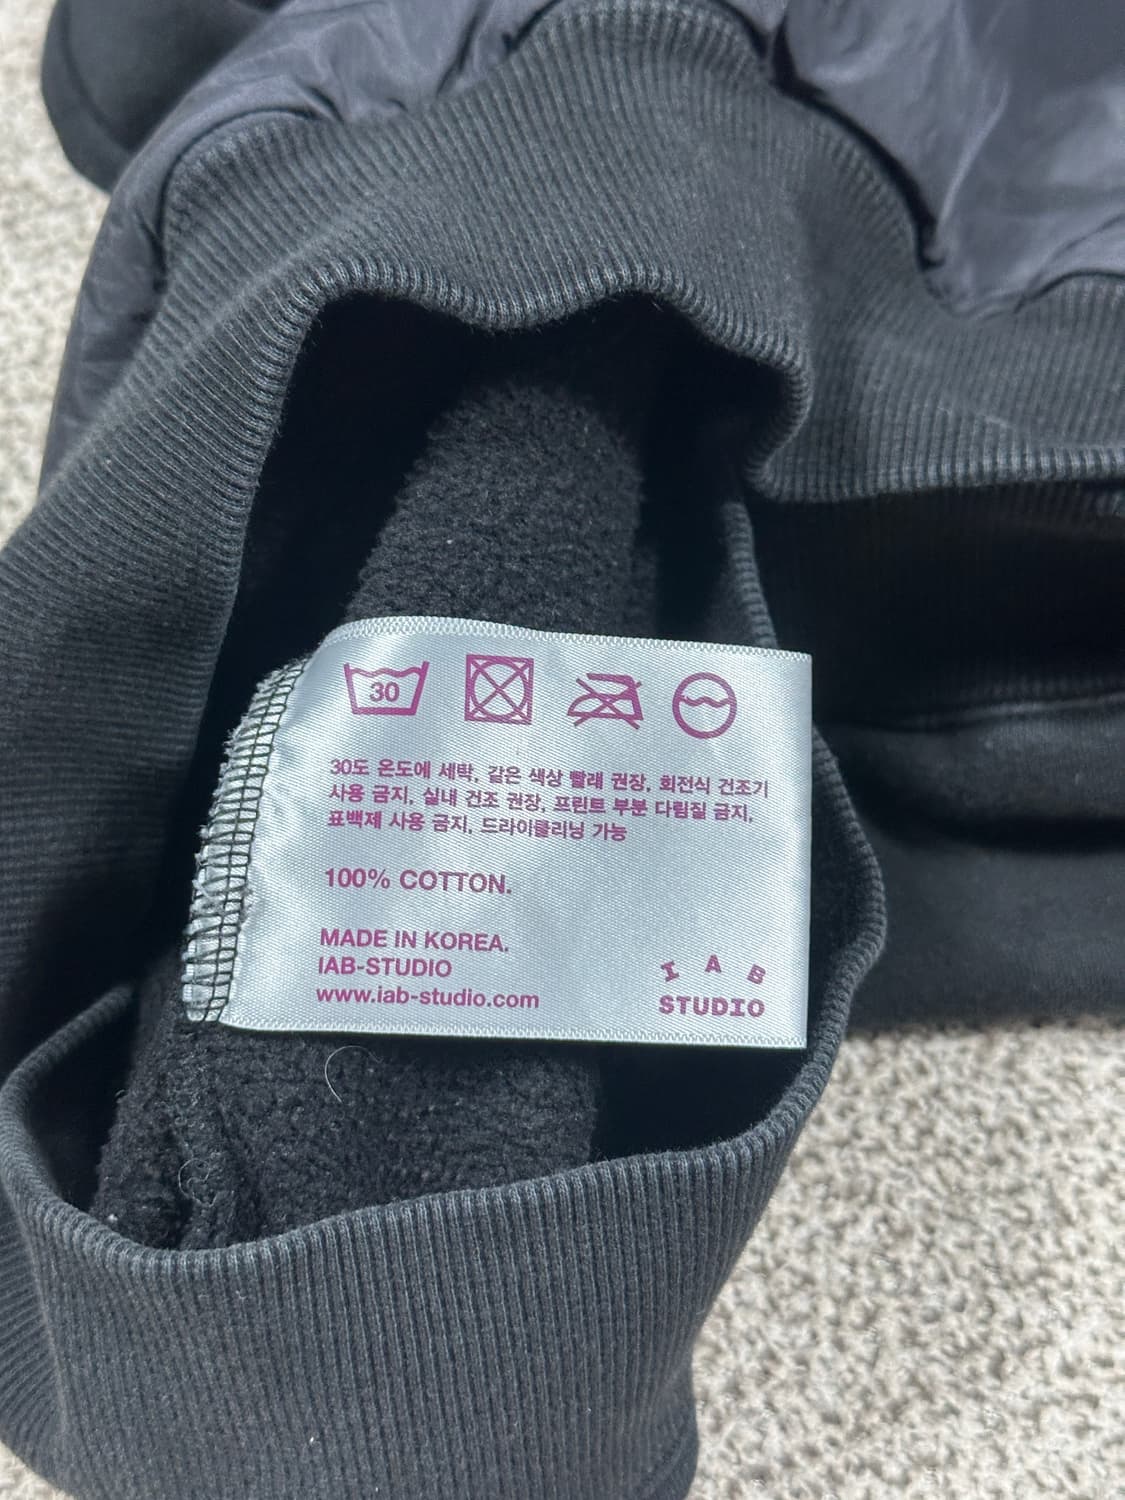 30
30도 온도에 세탁, 같은 색상 빨래 권장, 회전식 건조기
사용 금지, 실내 건조 권장, 프린트 부분 다림질 금지,
표백제 사용 금지, 드라이클리닝 가능
100% COTTON.
MADE IN KOREA.
IAB-STUDIO
www.iab-studio.com
I A B
STUDIO